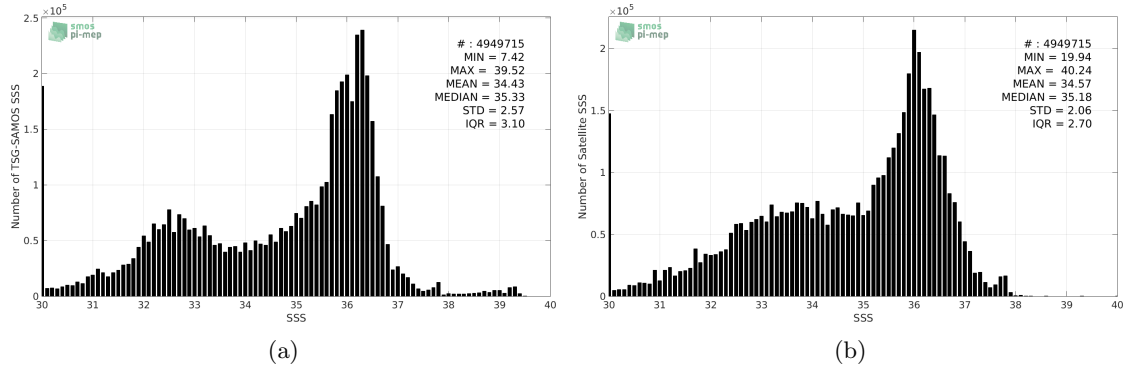 ×10⁵
smos
pi-mep
# : 4949715
MIN = 7.42
MAX = 39.52
MEAN = 34.43
MEDIAN = 35.33
STD = 2.57
IQR = 3.10
Number of TSG-SAMOS SSS
2.5
2
1.5
1
0.5
0
30 31 32 33 34 35 36 37 38 39 40
SSS
(a)
×10⁵
smos
pi-mep
# : 4949715
MIN = 19.94
MAX = 40.24
MEAN = 34.57
MEDIAN = 35.18
STD = 2.06
IQR = 2.70
Number of Satellite SSS
2
1.5
1
0.5
0
30 31 32 33 34 35 36 37 38 39 40
SSS
(b)